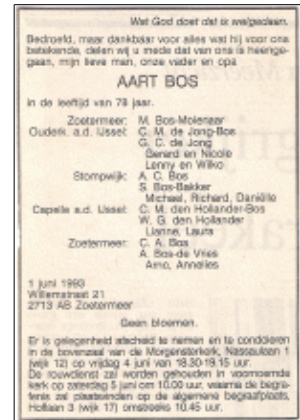 Wat God doet dat is welgedaan.
Bedroefd, maar dankbaar voor alles wat hij voor ons
betekende, delen wij u mede dat van ons is heenge-
gaan, mijn lieve man, onze vader en opa
AART BOS
in de leeftijd van 78 jaar.
Zoetermeer: M. Bos-Molenaar
Ouderk. a.d. IJssel: C. M. de Jong-Bos
G. C. de Jong
Gerard en Nicole
Lenny en Wilko
Stompwijk: A. C. Bos
S. Bos-Bakker
Michael, Richard, Daniëlle
Capelle a.d. IJssel: C. M. den Hollander-Bos
W. G. den Hollander
Lianne, Laura
Zoetermeer: C. A. Bos
A. Bos-de Vries
Arno, Annelies
1 juni 1993
Willemstraat 21
2713 AB Zoetermeer
Geen bloemen.
Er is gelegenheid afscheid te nemen en te condoleren
in de bovenzaal van de Morgensterkerk, Nassaulaan 1
(wijk 12) op vrijdag 4 juni van 18.30-19.15 uur.
De rouwdienst zal worden gehouden in voornoemde
kerk op zaterdag 5 juni om 10.00 uur, waarna de begra-
fenis zal plaatsvinden op de algemene begraafplaats,
Hoflaan 3 (wijk 17) omstreeks 10.45 uur.